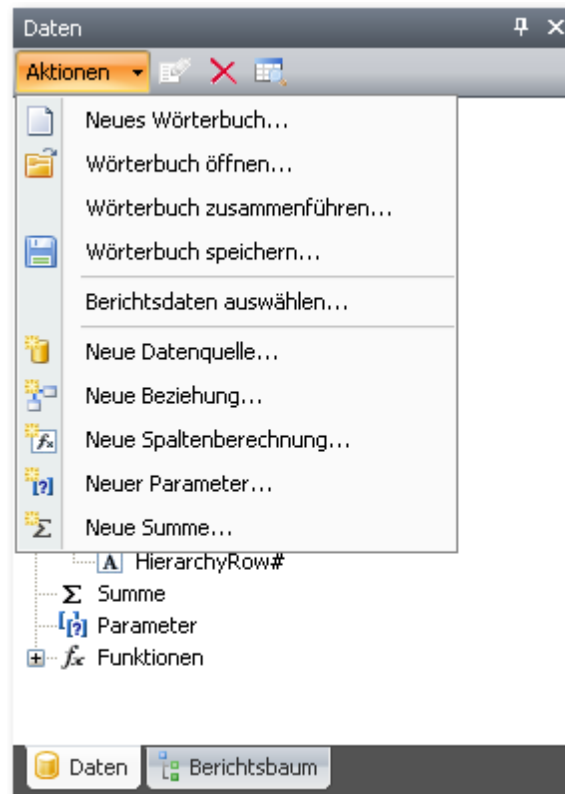 Daten
Aktionen
Neues Wörterbuch...
Wörterbuch öffnen...
Wörterbuch zusammenführen...
Wörterbuch speichern...
Berichtsdaten auswählen...
Neue Datenquelle...
Neue Beziehung...
Neue Spaltenberechnung...
Neuer Parameter...
Neue Summe...
HierarchyRow#
Summe
Parameter
Funktionen
Daten Berichtsbaum